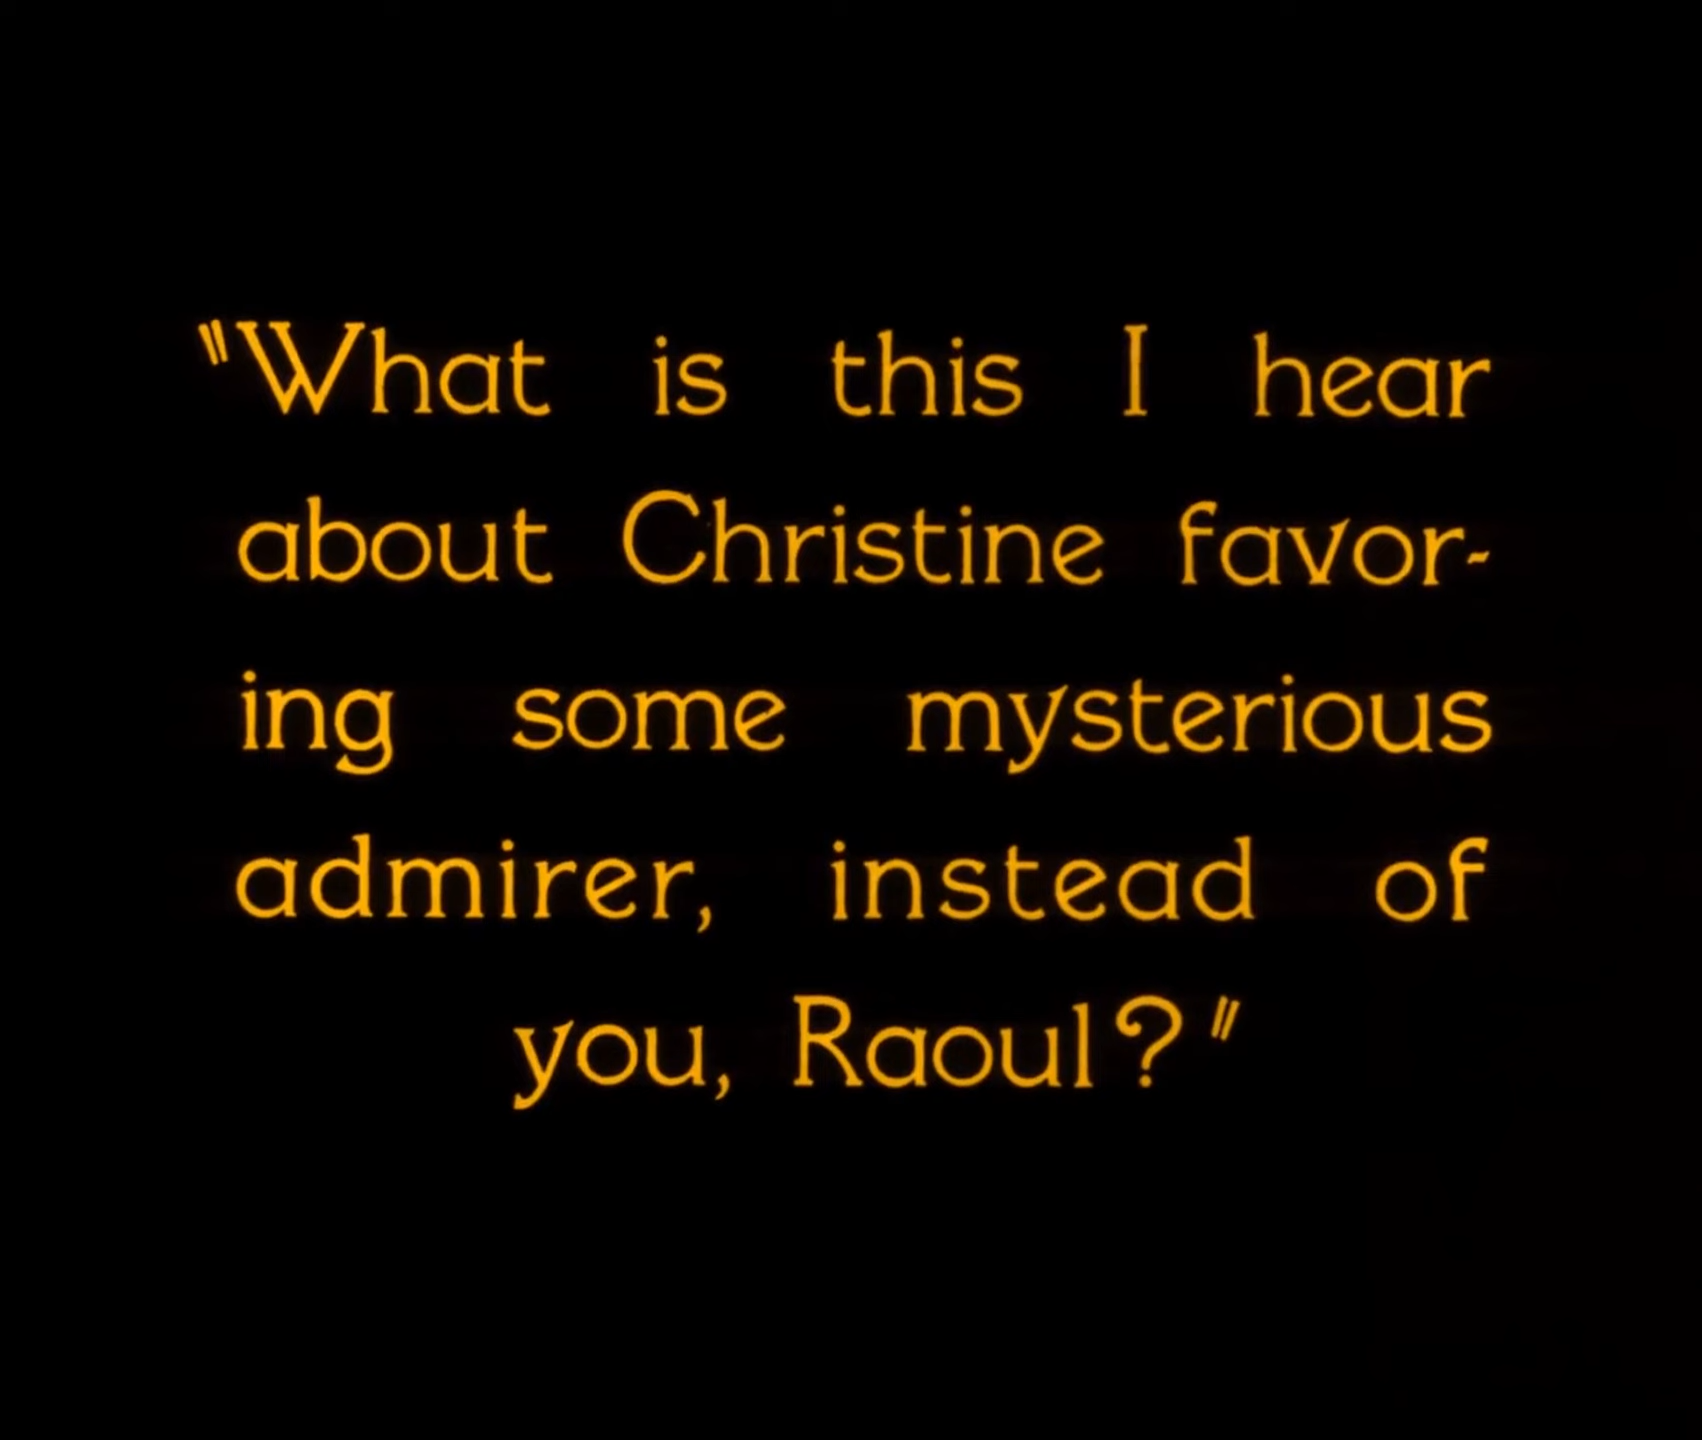 "What is this I hear
about Christine favor-
ing some mysterious
admirer, instead of
you, Raoul?"